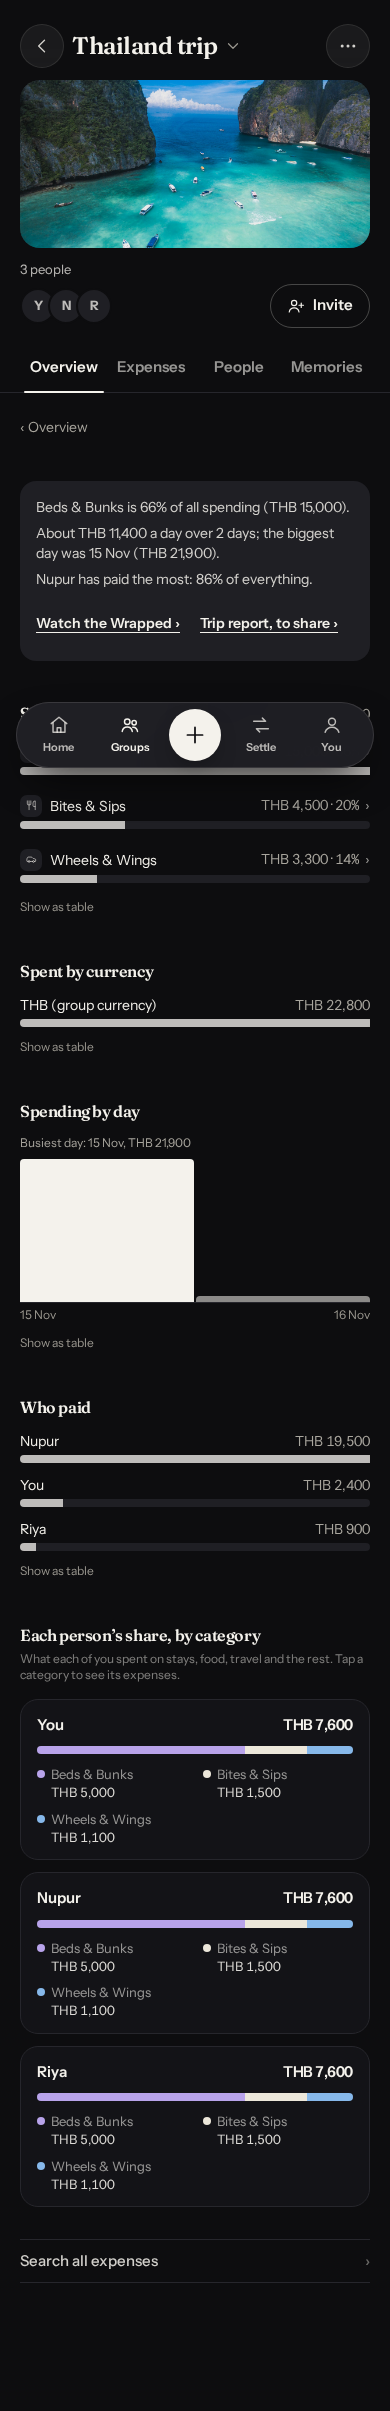 Thailand trip
3 people
Y N R
Invite
Overview Expenses People Memories
‹ Overview
Beds & Bunks is 66% of all spending (THB 15,000).
About THB 11,400 a day over 2 days; the biggest
day was 15 Nov (THB 21,900).
Nupur has paid the most: 86% of everything.
Watch the Wrapped › Trip report, to share ›
Home Groups Settle You
Bites & Sips THB 4,500 · 20% ›
Wheels & Wings THB 3,300 · 14% ›
Show as table
Spent by currency
THB (group currency) THB 22,800
Show as table
Spending by day
Busiest day: 15 Nov, THB 21,900
15 Nov 16 Nov
Show as table
Who paid
Nupur THB 19,500
You THB 2,400
Riya THB 900
Show as table
Each person’s share, by category
What each of you spent on stays, food, travel and the rest. Tap a
category to see its expenses.
You THB 7,600
Beds & Bunks Bites & Sips
THB 5,000 THB 1,500
Wheels & Wings
THB 1,100
Nupur THB 7,600
Beds & Bunks Bites & Sips
THB 5,000 THB 1,500
Wheels & Wings
THB 1,100
Riya THB 7,600
Beds & Bunks Bites & Sips
THB 5,000 THB 1,500
Wheels & Wings
THB 1,100
Search all expenses ›